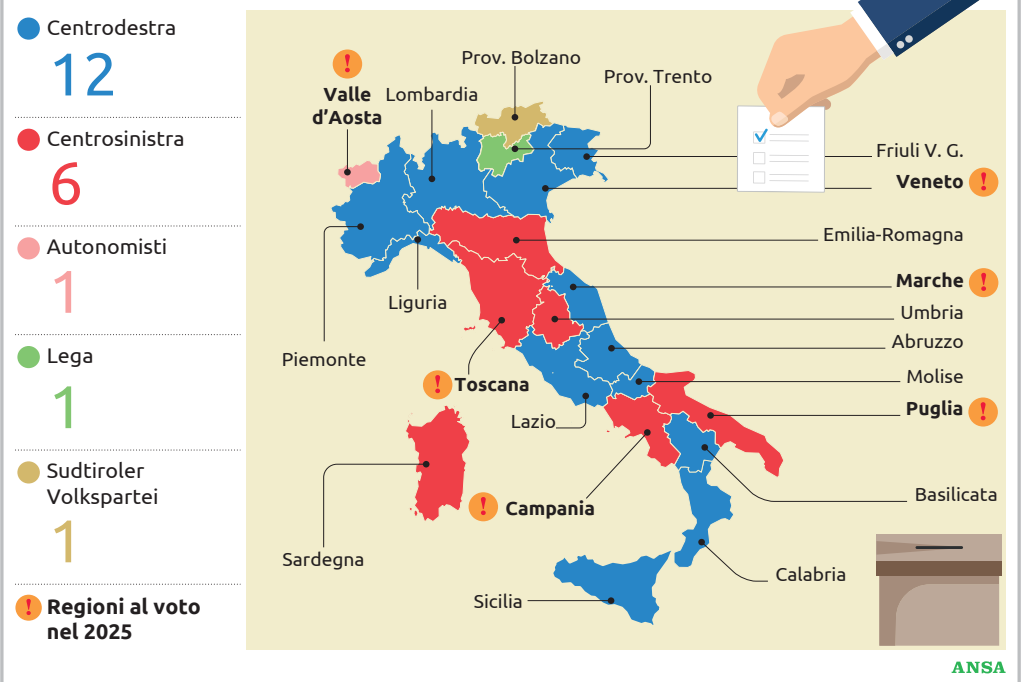 Centrodestra
12
Centrosinistra
6
Autonomisti
1
Lega
1
Sudtiroler
Volkspartei
1
! Regioni al voto
nel 2025
!
Valle
d'Aosta
Lombardia
Prov. Bolzano
Prov. Trento
Friuli V. G.
Veneto !
Emilia-Romagna
Marche !
Umbria
Abruzzo
Molise
Puglia !
Basilicata
Calabria
Liguria
Piemonte
! Toscana
Lazio
! Campania
Sardegna
Sicilia
ANSA